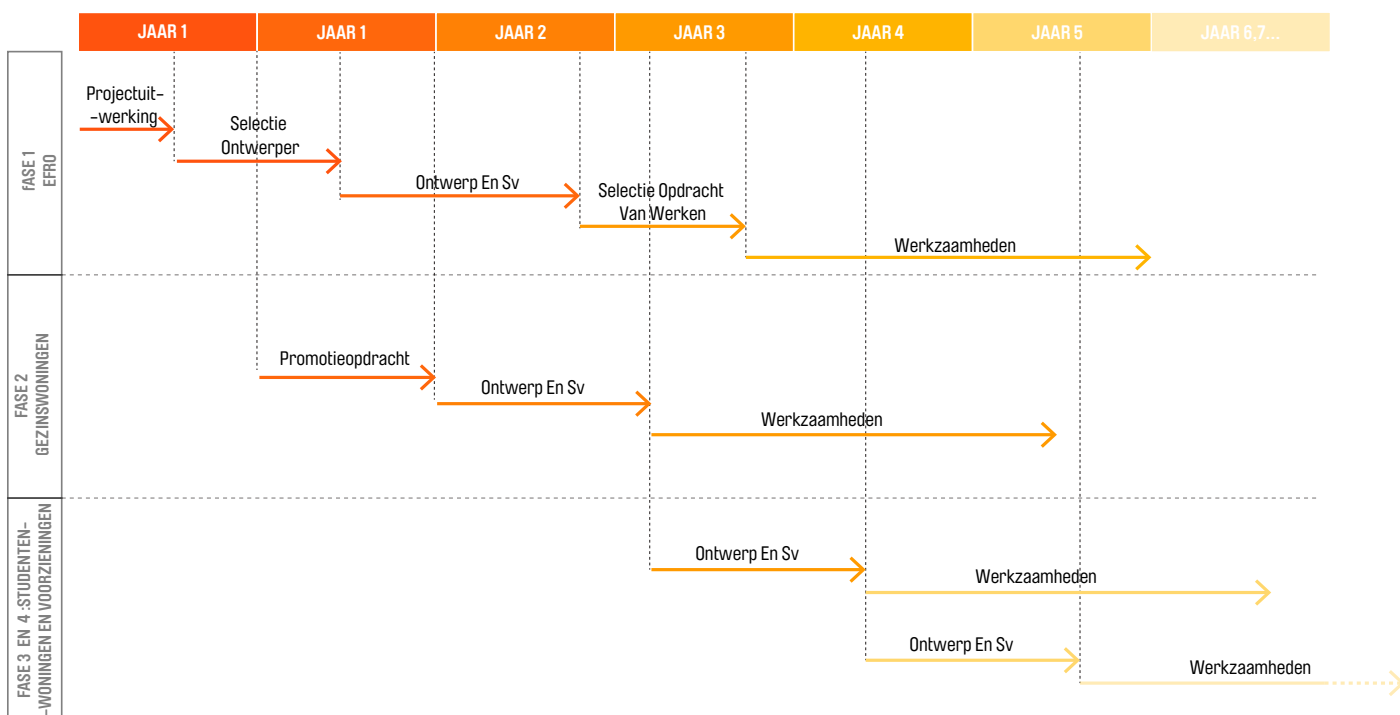 JAAR 1
JAAR 1
JAAR 2
JAAR 3
JAAR 4
JAAR 5
JAAR 6,7...
fASE 1
EFRO
Projectuit-
-werking
Selectie
Ontwerper
Ontwerp En Sv
Selectie Opdracht
Van Werken
Werkzaamheden
FASE 2
GEZINSWONINGEN
Promotieopdracht
Ontwerp En Sv
Werkzaamheden
FASE 3 EN 4 :STUDENTEN-
-WONINGEN EN VOORZIENINGEN
Ontwerp En Sv
Werkzaamheden
Ontwerp En Sv
Werkzaamheden